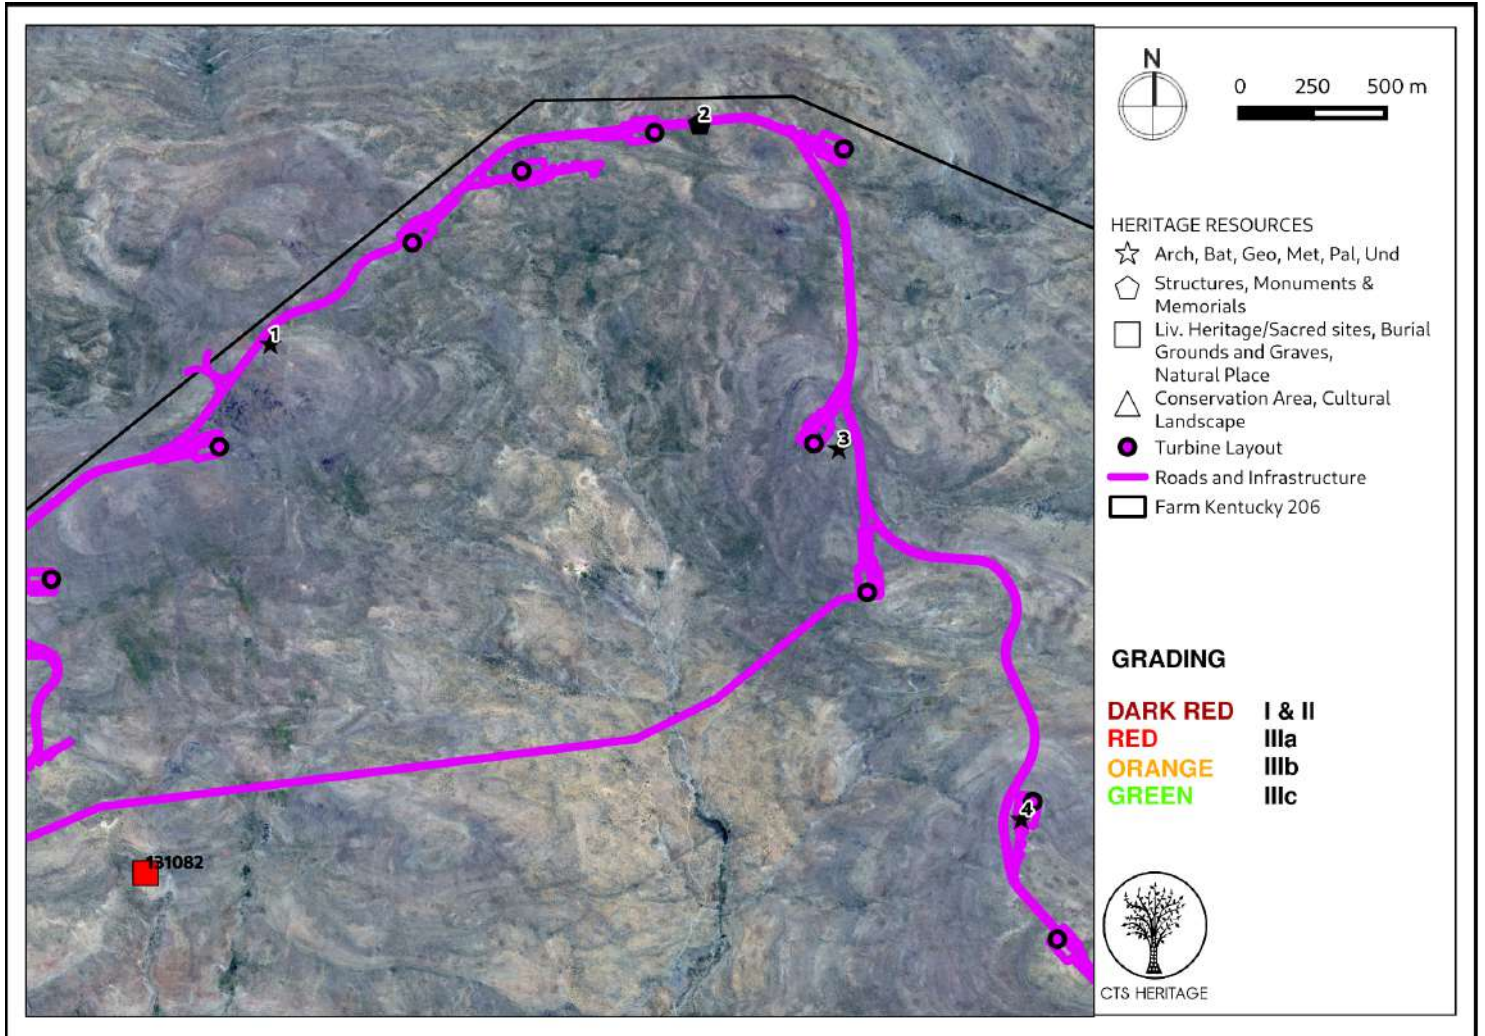 2
1
3
4
131082
N
0 250 500 m
HERITAGE RESOURCES
Arch, Bat, Geo, Met, Pal, Und
Structures, Monuments &
Memorials
Liv. Heritage/Sacred sites, Burial
Grounds and Graves,
Natural Place
Conservation Area, Cultural
Landscape
Turbine Layout
Roads and Infrastructure
Farm Kentucky 206
GRADING
DARK RED I & II
RED IIIa
ORANGE IIIb
GREEN IIIc
CTS HERITAGE